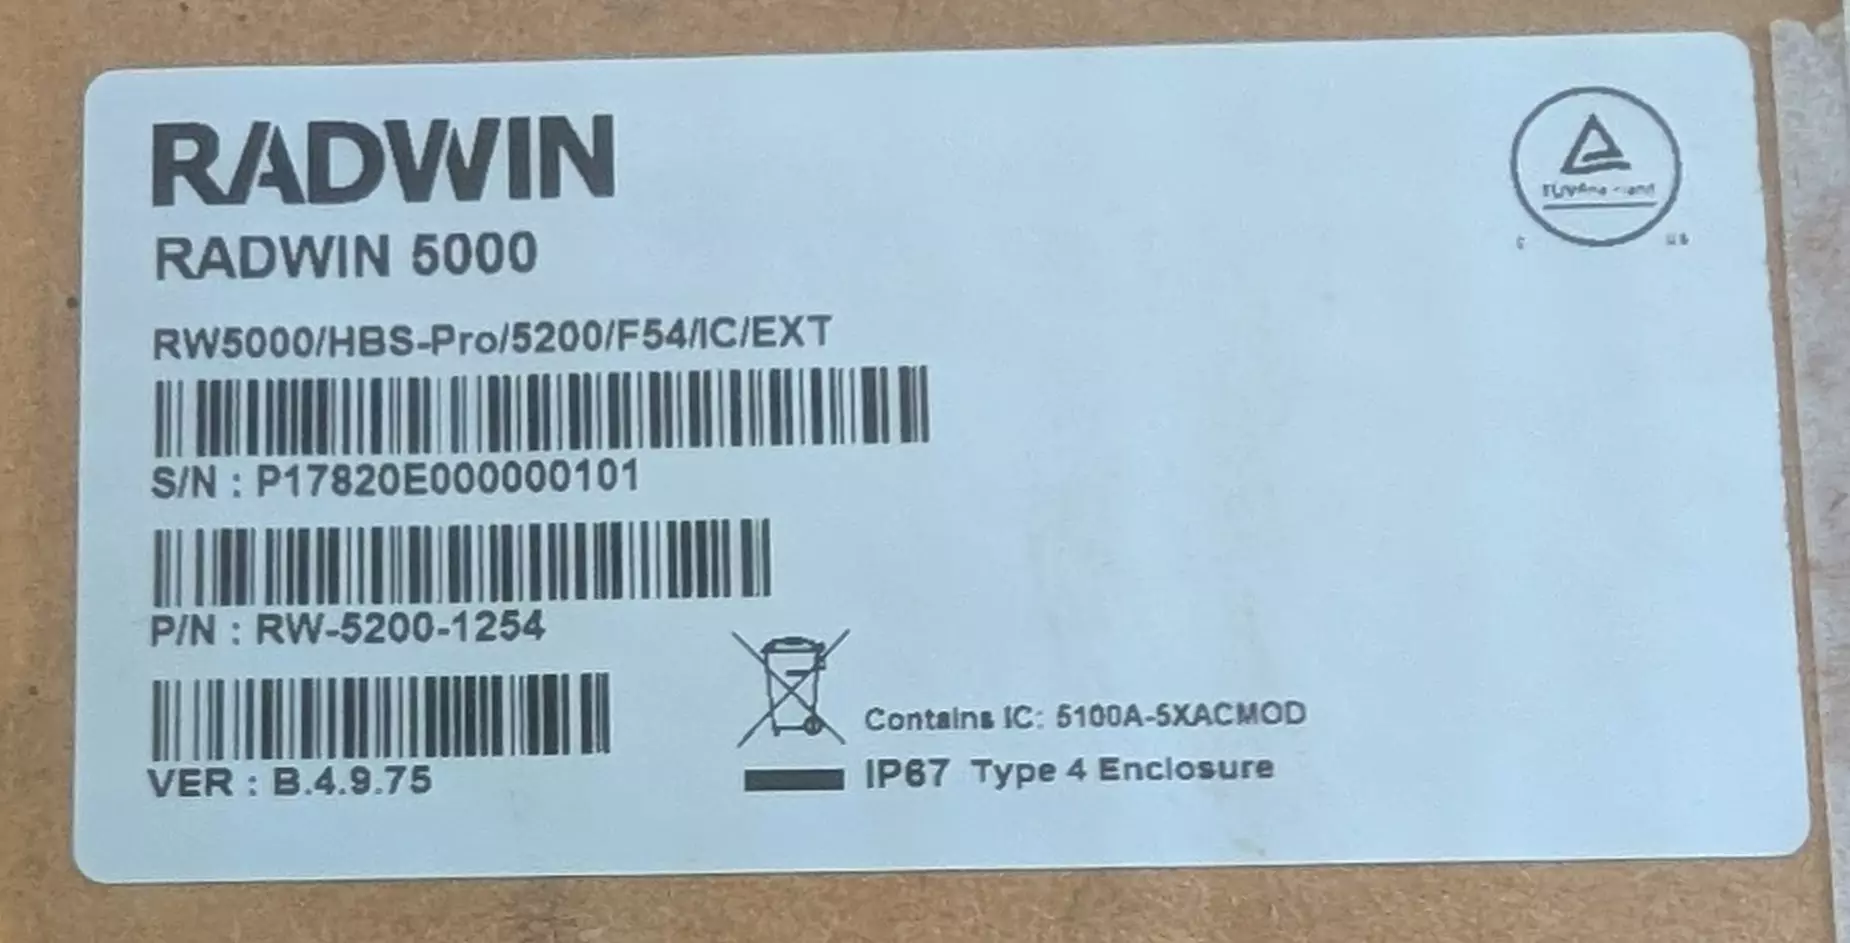 RADWIN
RADWIN 5000
RW5000/HBS-Pro/5200/F54/IC/EXT
S/N : P17820E000000101
P/N : RW-5200-1254
VER : B.4.9.75
Contains IC: 5100A-5XACMOD
IP67 Type 4 Enclosure